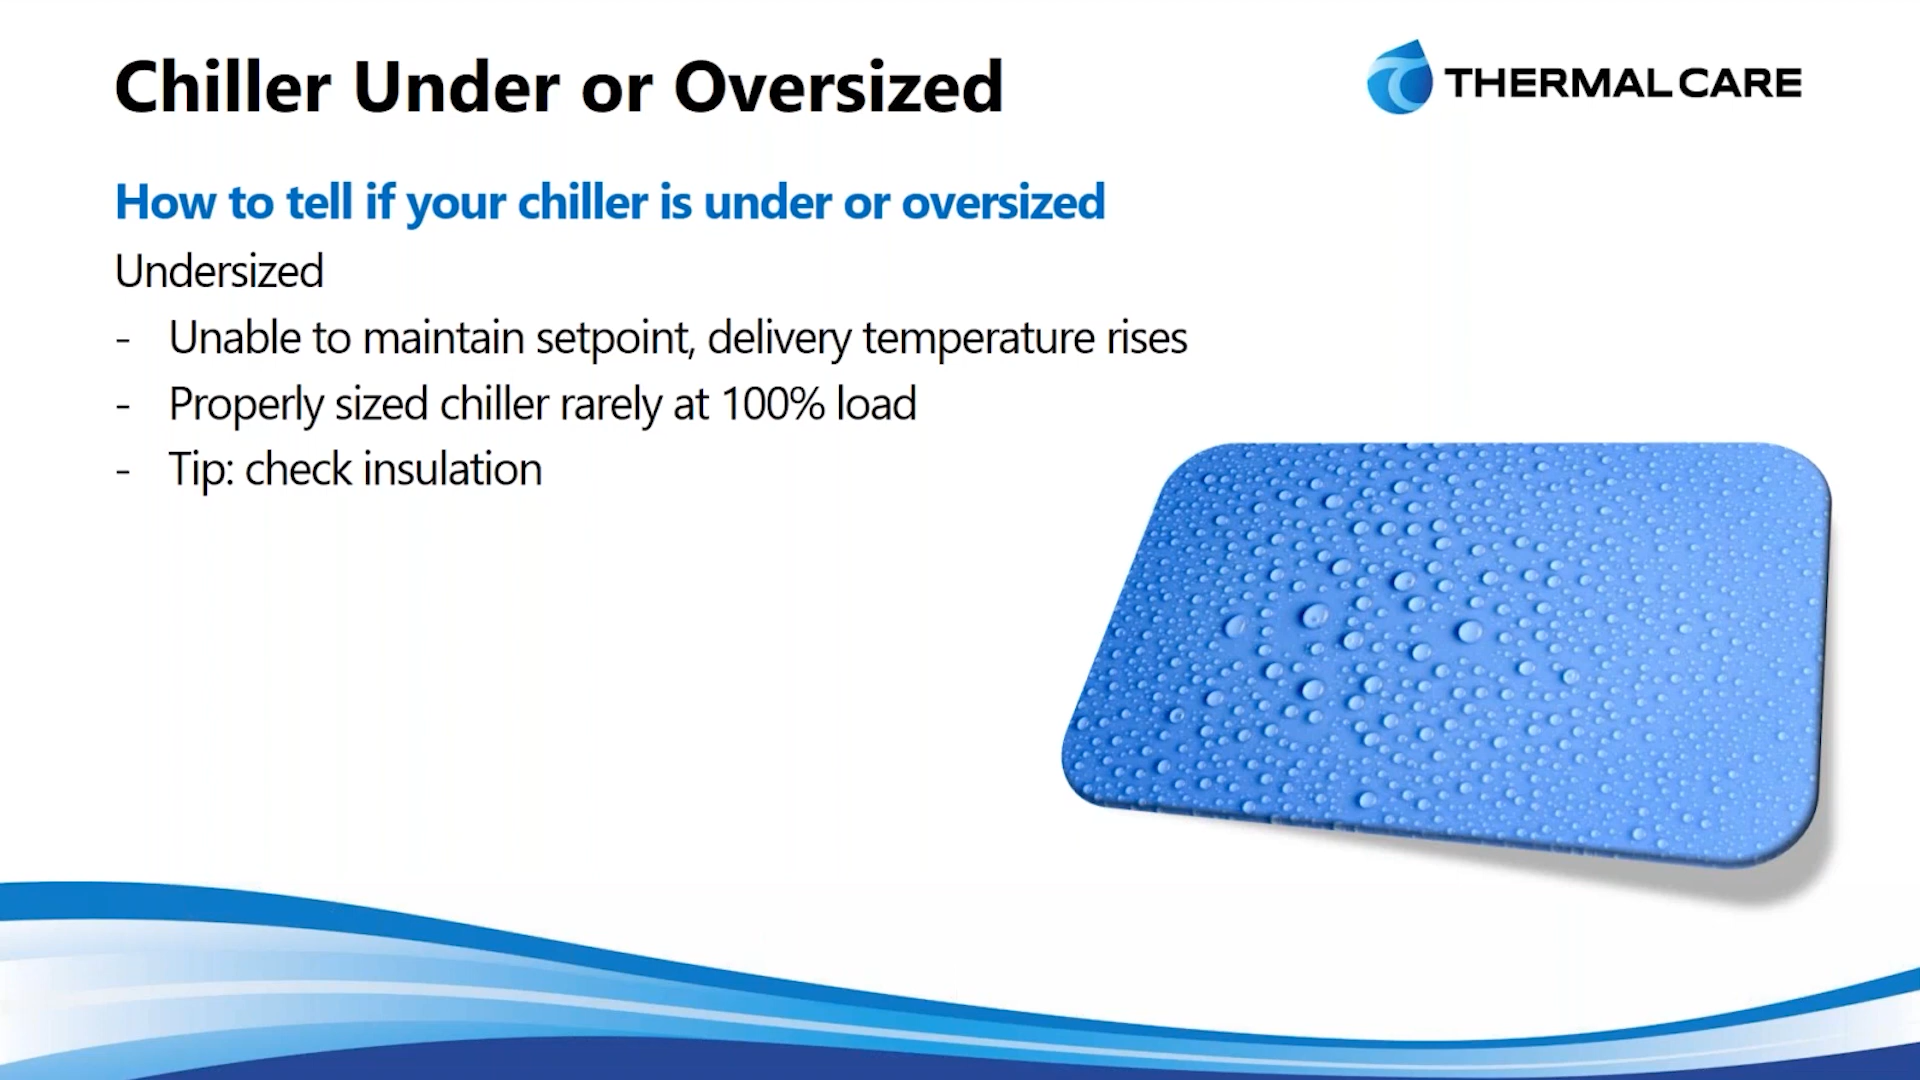 Chiller Under or Oversized
THERMAL CARE
How to tell if your chiller is under or oversized
Undersized
- Unable to maintain setpoint, delivery temperature rises
- Properly sized chiller rarely at 100% load
- Tip: check insulation